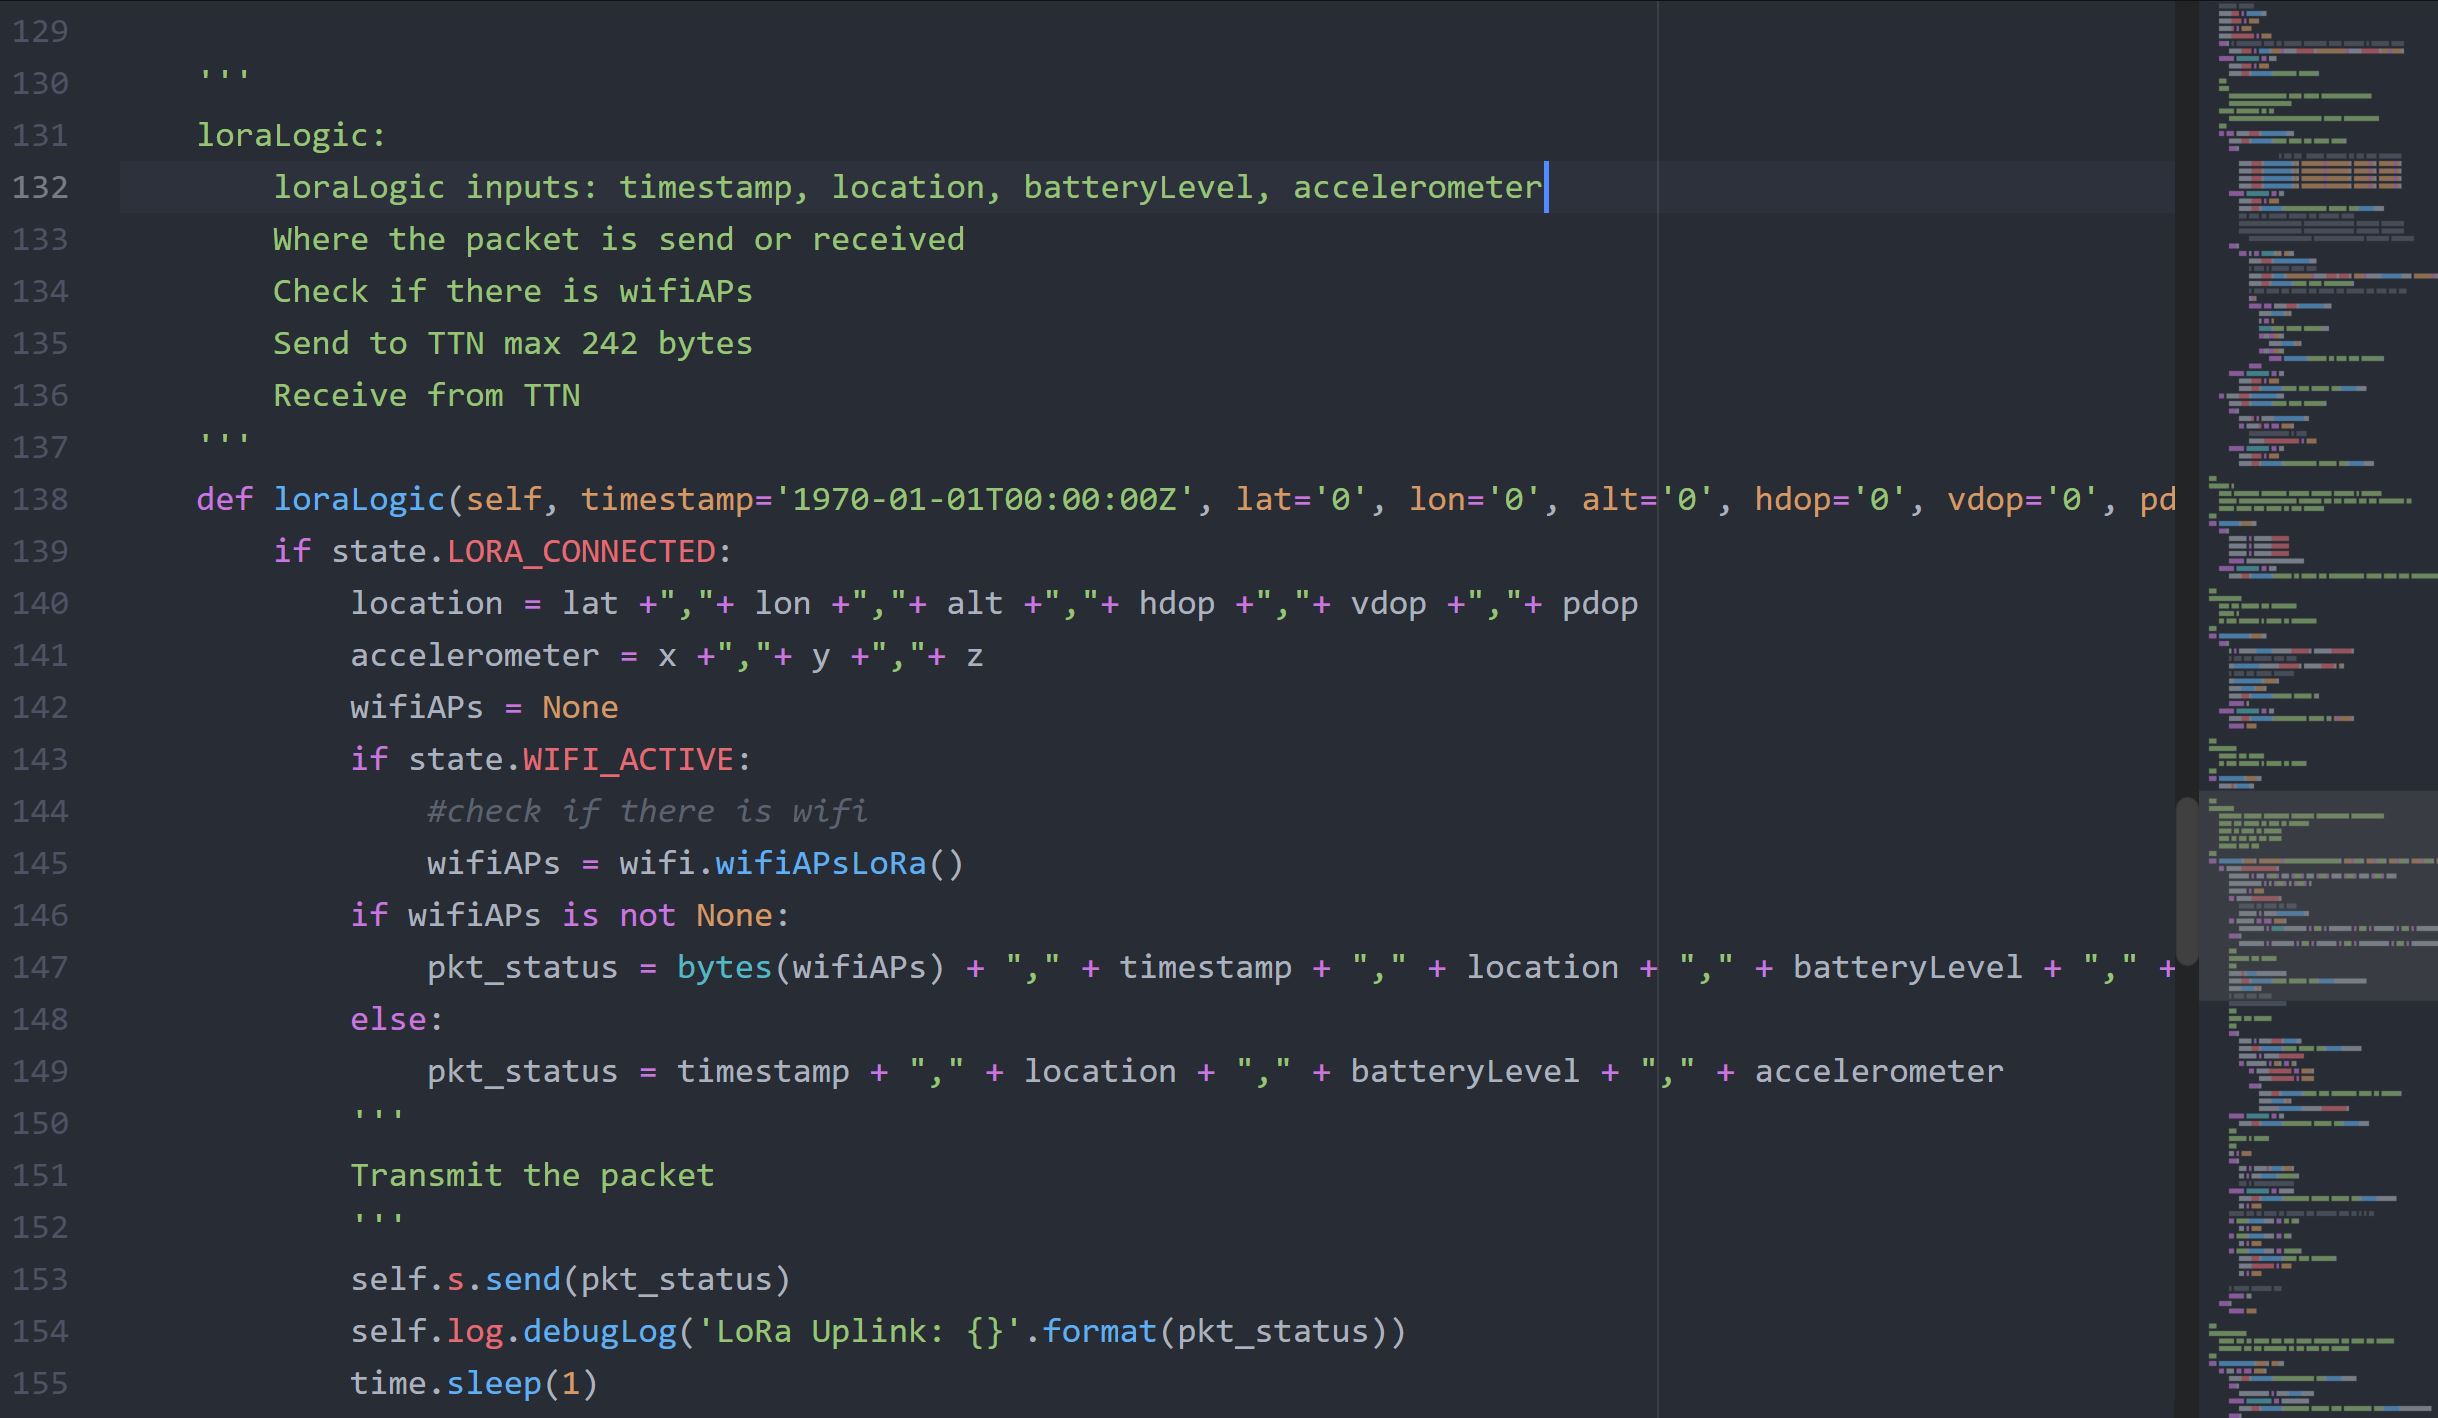 129
130 '''
131 loraLogic:
132 loraLogic inputs: timestamp, location, batteryLevel, accelerometer
133 Where the packet is send or received
134 Check if there is wifiAPs
135 Send to TTN max 242 bytes
136 Receive from TTN
137 '''
138 def loraLogic(self, timestamp='1970-01-01T00:00:00Z', lat='0', lon='0', alt='0', hdop='0', vdop='0', pd
139 if state.LORA_CONNECTED:
140 location = lat +","+ lon +","+ alt +","+ hdop +","+ vdop +","+ pdop
141 accelerometer = x +","+ y +","+ z
142 wifiAPs = None
143 if state.WIFI_ACTIVE:
144 #check if there is wifi
145 wifiAPs = wifi.wifiAPsLoRa()
146 if wifiAPs is not None:
147 pkt_status = bytes(wifiAPs) + "," + timestamp + "," + location + "," + batteryLevel + "," +
148 else:
149 pkt_status = timestamp + "," + location + "," + batteryLevel + "," + accelerometer
150 '''
151 Transmit the packet
152 '''
153 self.s.send(pkt_status)
154 self.log.debugLog('LoRa Uplink: {}'.format(pkt_status))
155 time.sleep(1)